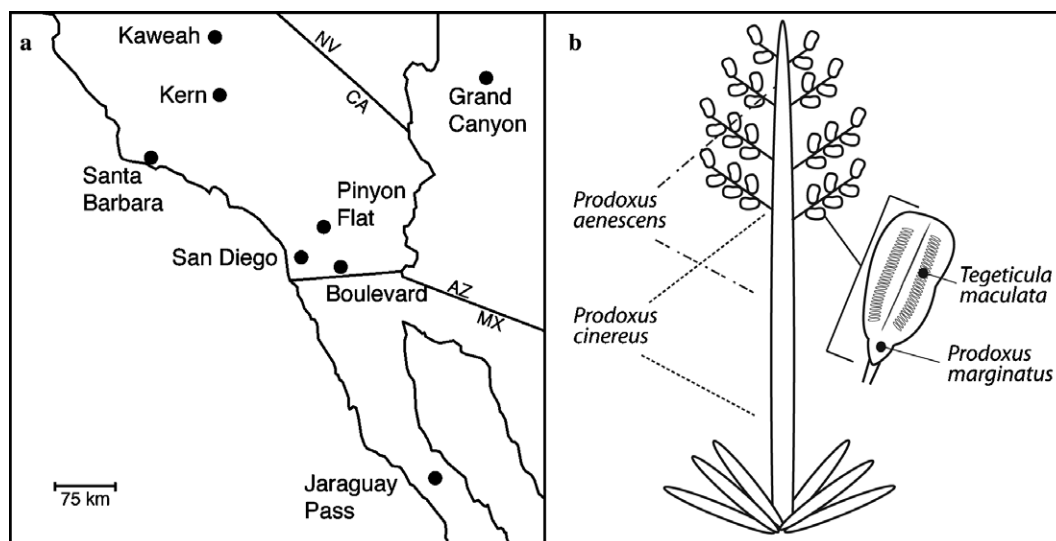 a
Kaweah
Kern
NV
CA
Grand
Canyon
Santa
Barbara
Pinyon
Flat
San Diego
Boulevard
AZ
MX
Jaraguay
Pass
75 km
b
Prodoxus
aenescens
Prodoxus
cinereus
Tegeticula
maculata
Prodoxus
marginatus